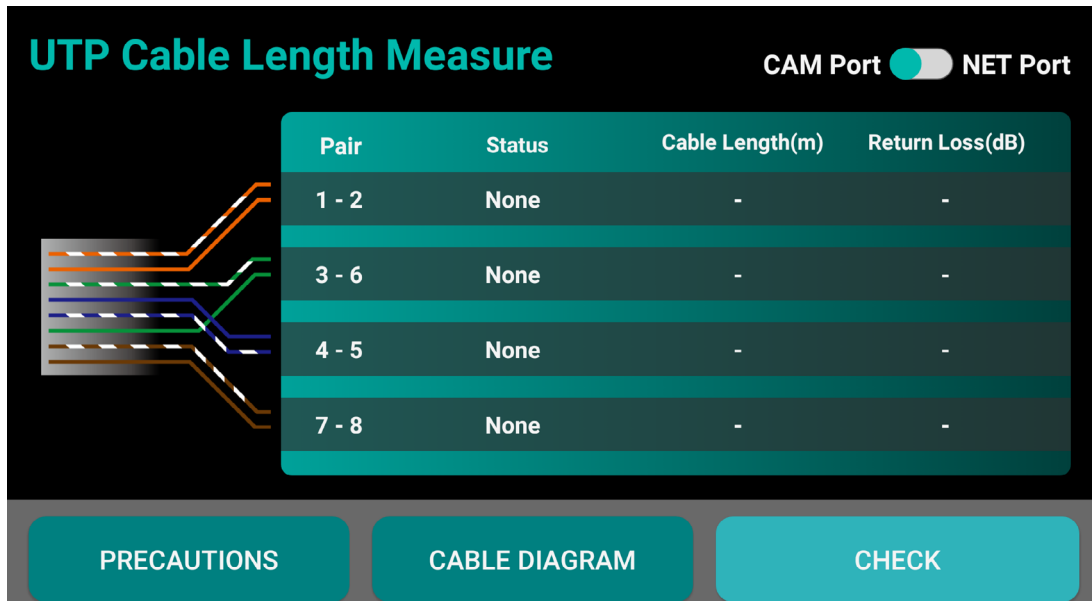 UTP Cable Length Measure
CAM Port NET Port
Pair Status Cable Length(m) Return Loss(dB)
1 - 2 None - -
3 - 6 None - -
4 - 5 None - -
7 - 8 None - -
PRECAUTIONS CABLE DIAGRAM CHECK